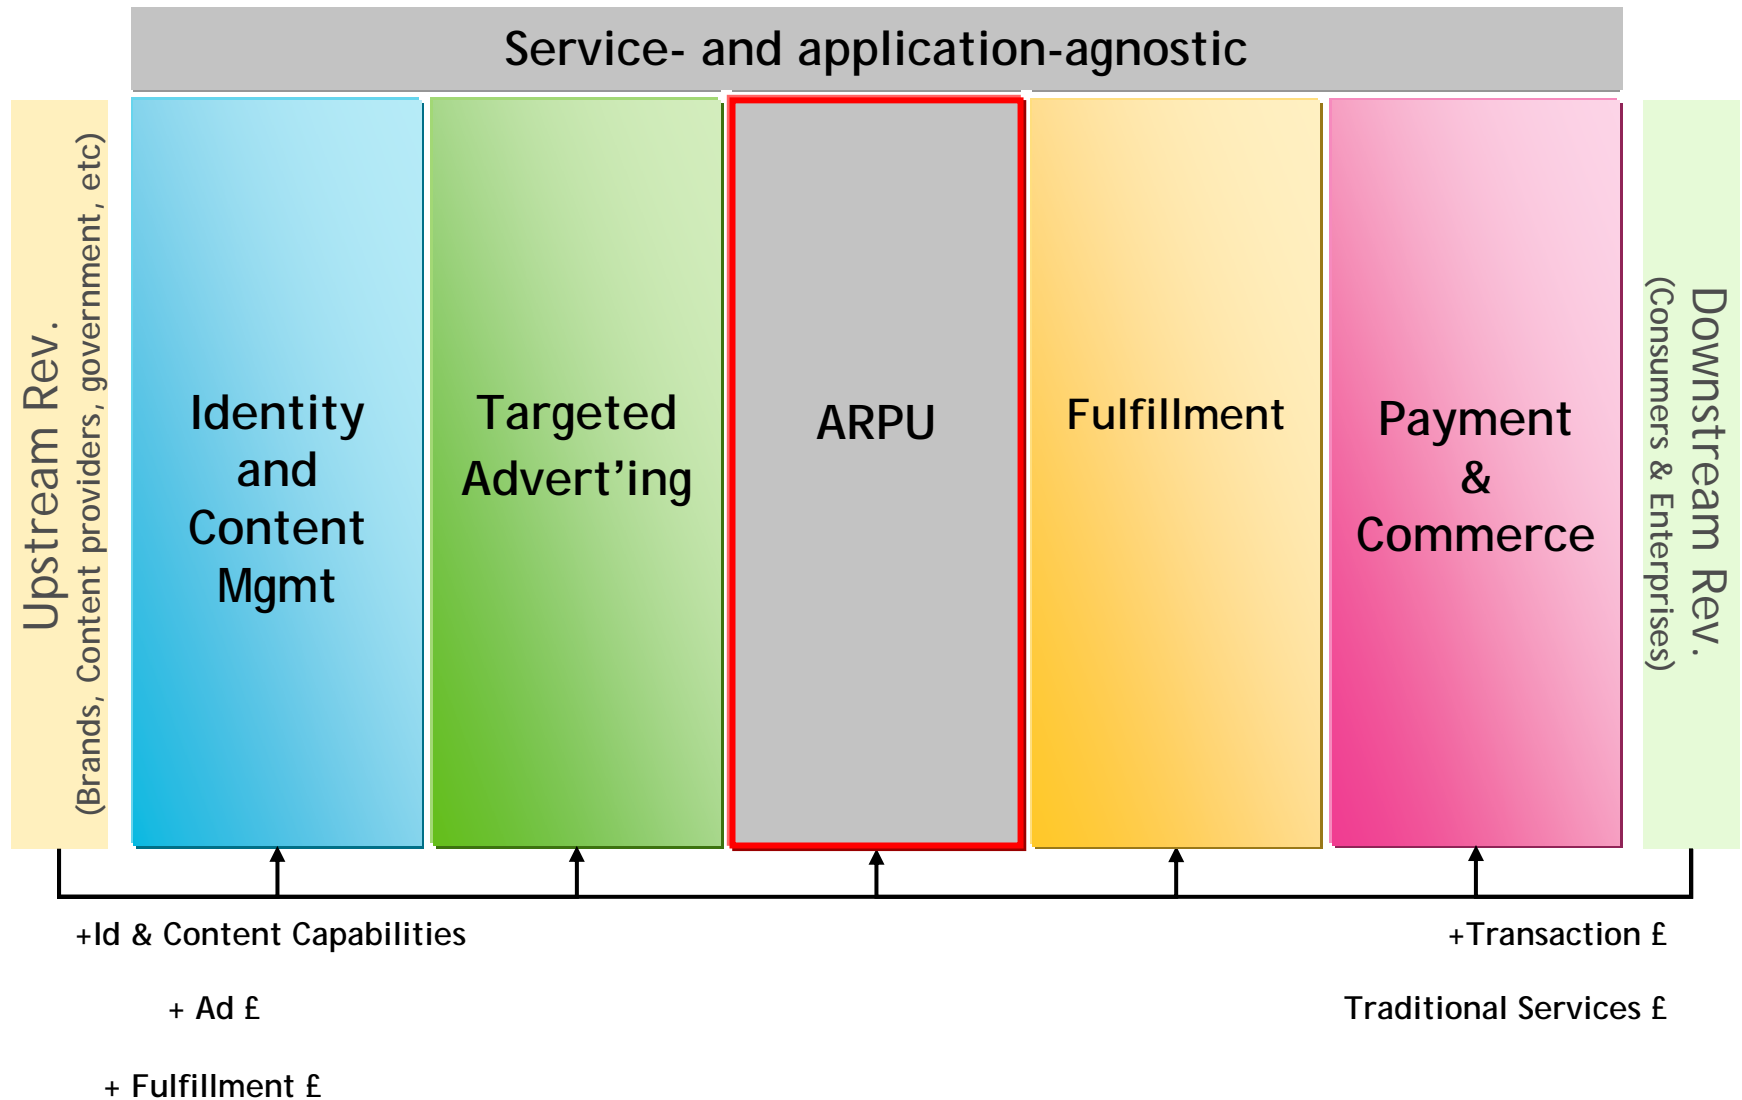 Service- and application-agnostic
Upstream Rev.
(Brands, Content providers, government, etc)
Identity
and
Content
Mgmt
Targeted
Advert’ing
ARPU
Fulfillment
Payment
&
Commerce
Downstream Rev.
(Consumers & Enterprises)
+Id & Content Capabilities
+ Ad £
+ Fulfillment £
+Transaction £
Traditional Services £